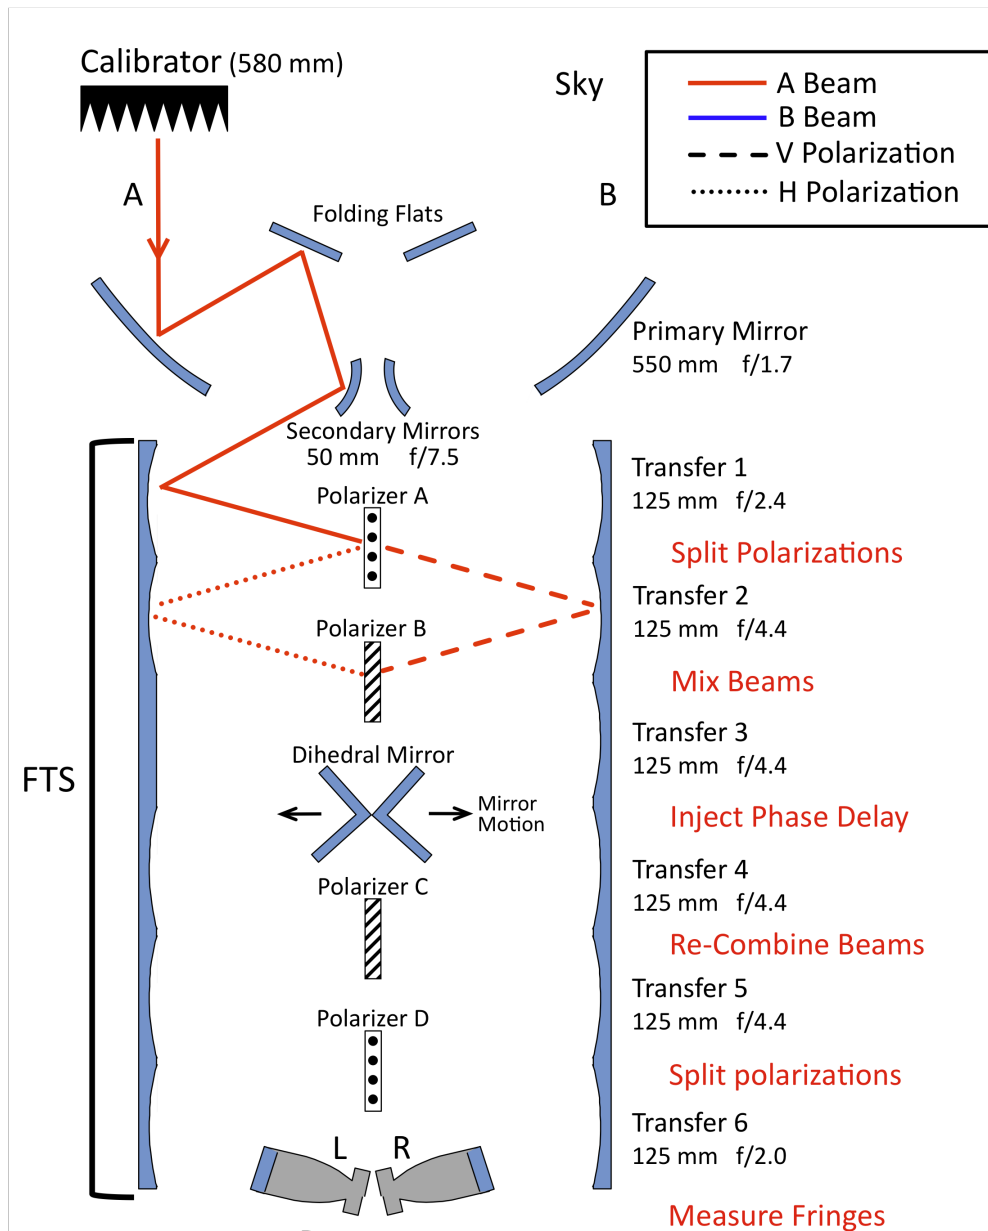 Calibrator (580 mm)
Sky
A Beam
B Beam
V Polarization
H Polarization
A
B
Folding Flats
Primary Mirror
550 mm f/1.7
Secondary Mirrors
50 mm f/7.5
Transfer 1
125 mm f/2.4
Polarizer A
Split Polarizations
Transfer 2
125 mm f/4.4
Polarizer B
Mix Beams
Transfer 3
125 mm f/4.4
Dihedral Mirror
FTS
Mirror
Motion
Inject Phase Delay
Transfer 4
125 mm f/4.4
Polarizer C
Re-Combine Beams
Transfer 5
125 mm f/4.4
Polarizer D
Split polarizations
Transfer 6
125 mm f/2.0
L
R
Measure Fringes